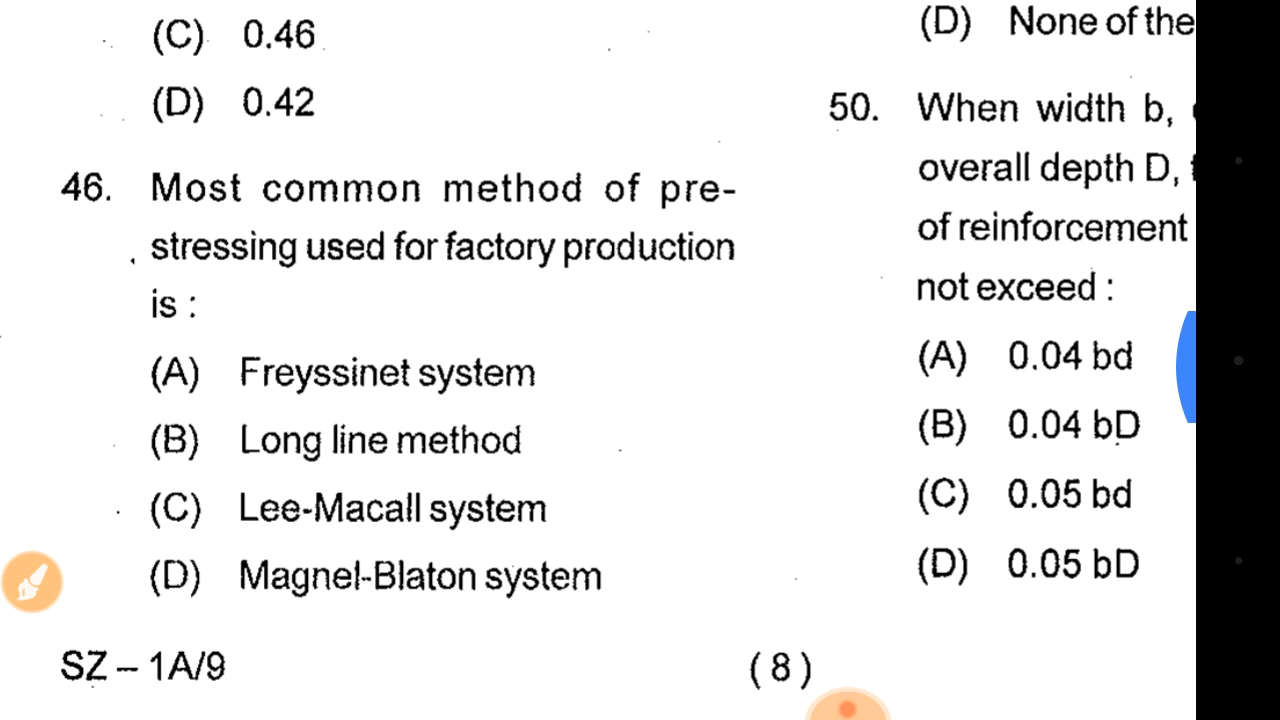 (C) 0.46
(D) 0.42
46. Most common method of pre-
stressing used for factory production
is :
(A) Freyssinet system
(B) Long line method
(C) Lee-Macall system
(D) Magnel-Blaton system
SZ – 1A/9
(D) None of the
50. When width b,
overall depth D,
of reinforcement
not exceed :
(A) 0.04 bd
(B) 0.04 bD
(C) 0.05 bd
(D) 0.05 bD
(8)